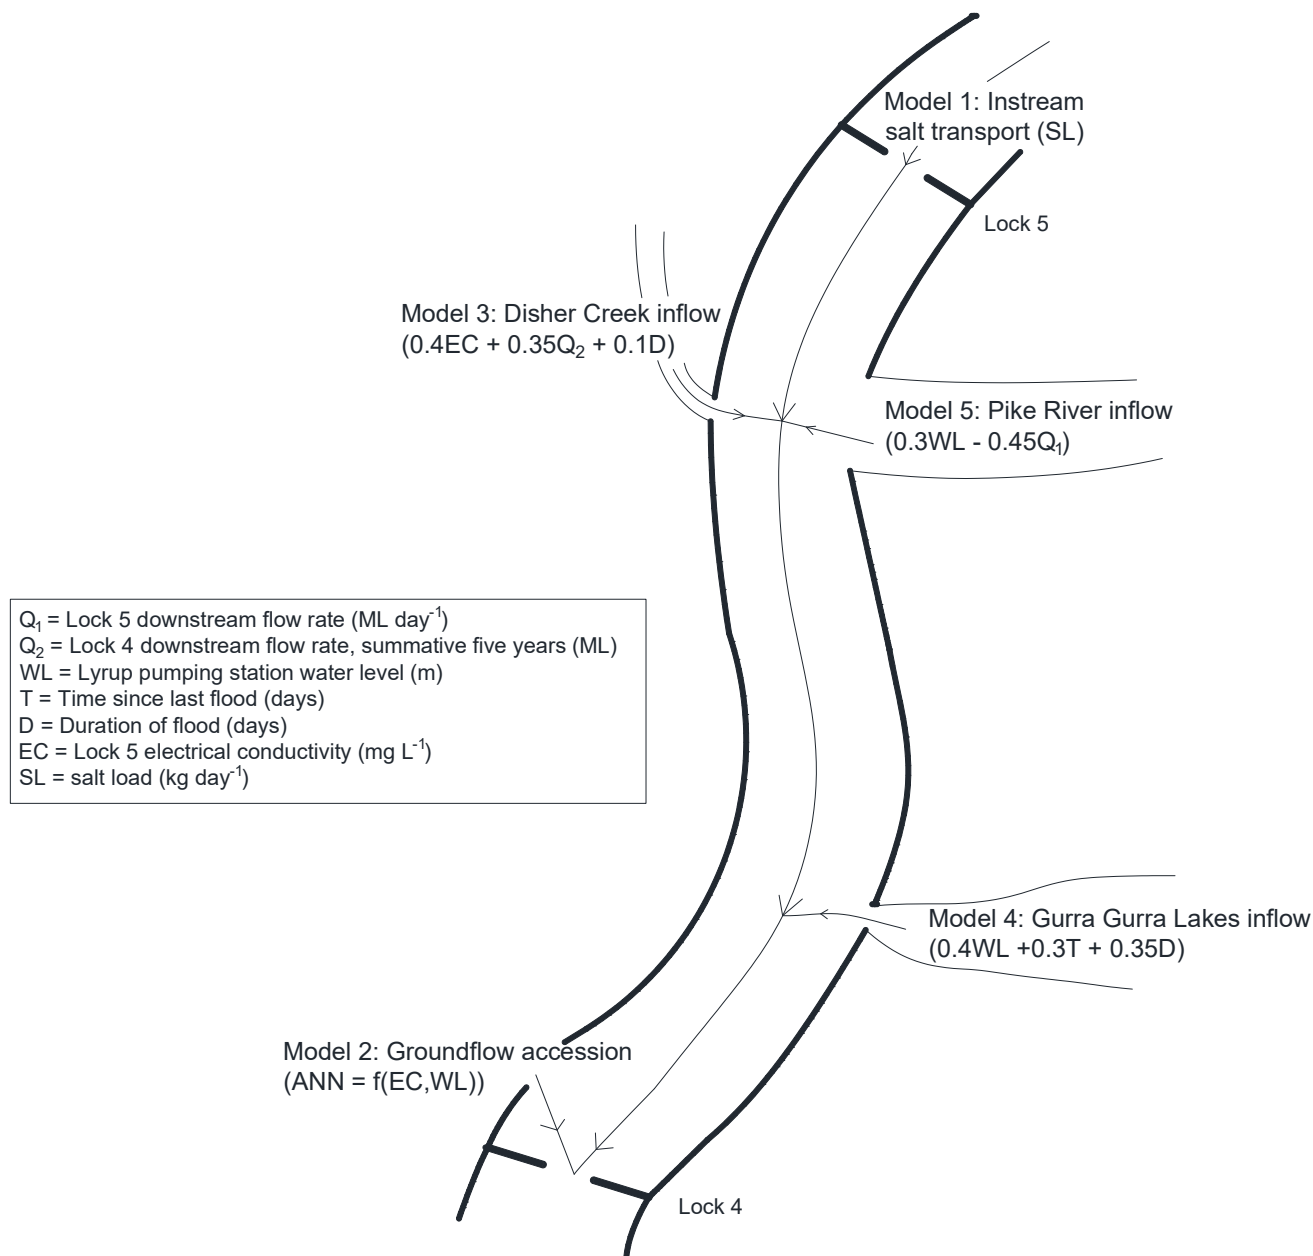 Model 1: Instream
salt transport (SL)
Lock 5
Model 3: Disher Creek inflow
(0.4EC + 0.35Q₂ + 0.1D)
Model 5: Pike River inflow
(0.3WL - 0.45Q₁)
Q₁ = Lock 5 downstream flow rate (ML day⁻¹)
Q₂ = Lock 4 downstream flow rate, summative five years (ML)
WL = Lyrup pumping station water level (m)
T = Time since last flood (days)
D = Duration of flood (days)
EC = Lock 5 electrical conductivity (mg L⁻¹)
SL = salt load (kg day⁻¹)
Model 4: Gurra Gurra Lakes inflow
(0.4WL +0.3T + 0.35D)
Model 2: Groundflow accession
(ANN = f(EC,WL))
Lock 4